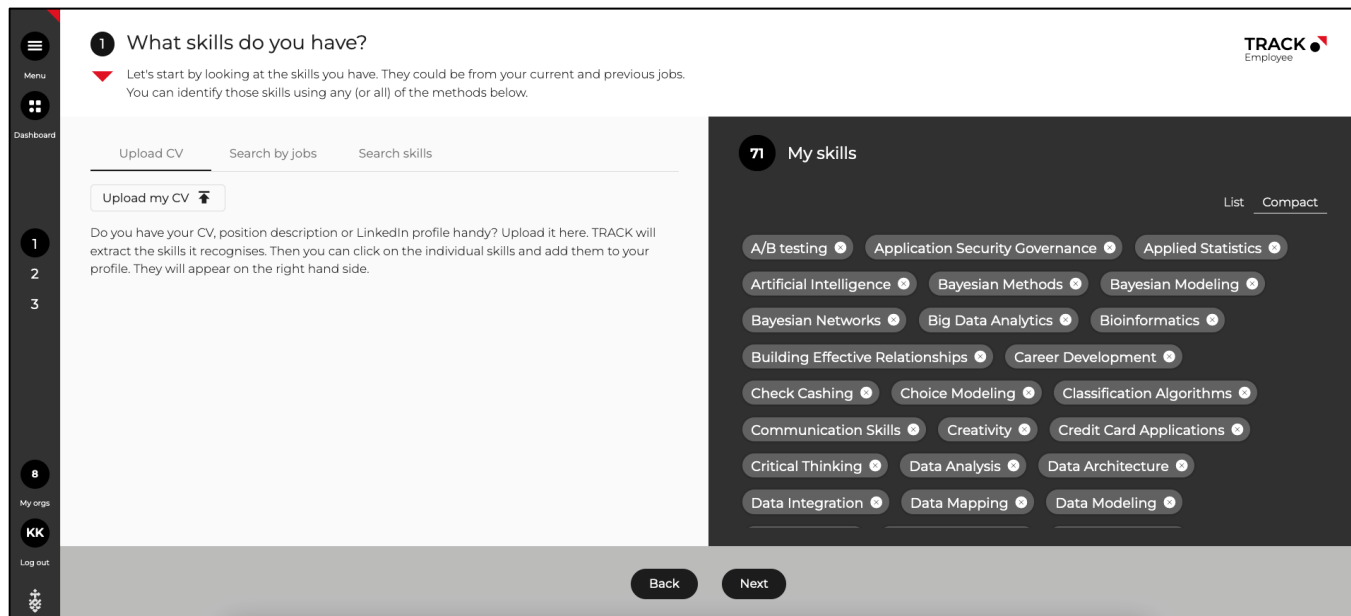 Menu
Dashboard
1
2
3
8
My orgs
KK
Log out
1 What skills do you have?
Let's start by looking at the skills you have. They could be from your current and previous jobs.
You can identify those skills using any (or all) of the methods below.
TRACK
Employee
Upload CV Search by jobs Search skills
Upload my CV
Do you have your CV, position description or LinkedIn profile handy? Upload it here. TRACK will
extract the skills it recognises. Then you can click on the individual skills and add them to your
profile. They will appear on the right hand side.
71 My skills
List Compact
A/B testing Application Security Governance Applied Statistics
Artificial Intelligence Bayesian Methods Bayesian Modeling
Bayesian Networks Big Data Analytics Bioinformatics
Building Effective Relationships Career Development
Check Cashing Choice Modeling Classification Algorithms
Communication Skills Creativity Credit Card Applications
Critical Thinking Data Analysis Data Architecture
Data Integration Data Mapping Data Modeling
Back Next